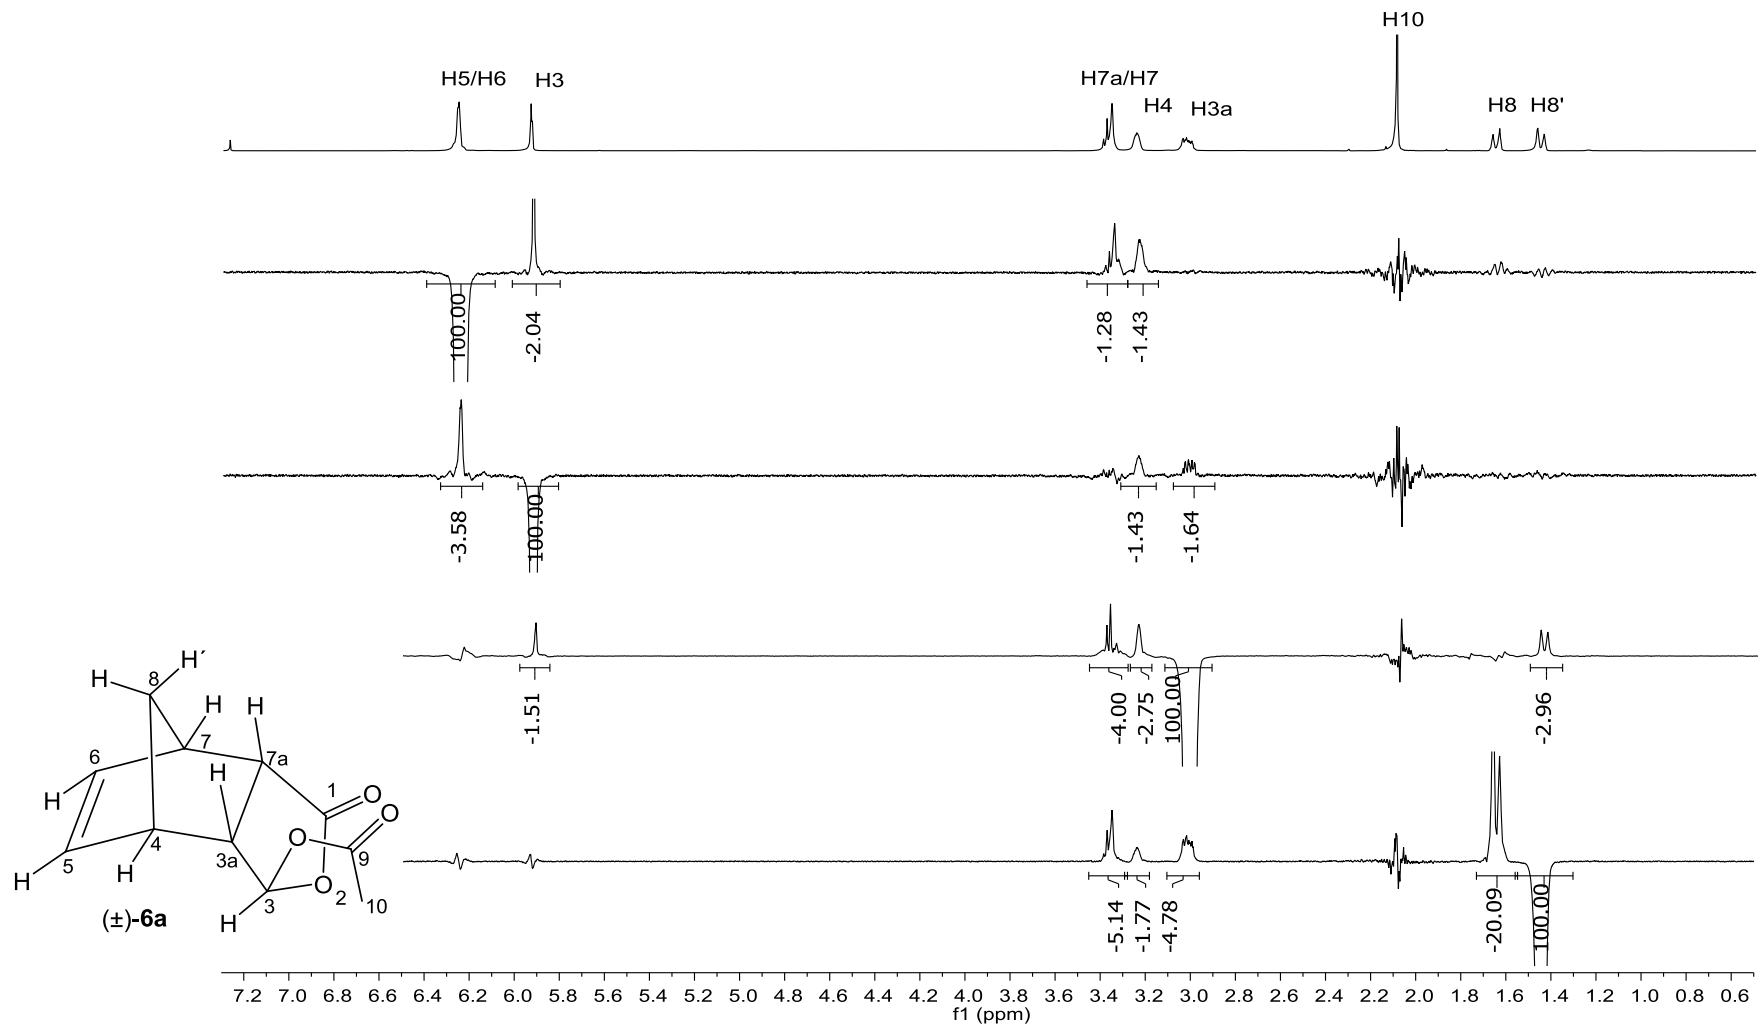 H10
H5/H6 H3 H7a/H7 H4 H3a H8 H8'
100.00 -2.04 -1.28 -1.43
-3.58 100.00 -1.43 -1.64
-1.51 -4.00 -2.75 100.00 -2.96
-5.14 -1.77 -4.78 -20.09 100.00
H 8 H´
H H
6 7 7a
H 1 O O
H O
4 3a 9
5 H O 2
H 3 10
H
(±)-6a
7.2 7.0 6.8 6.6 6.4 6.2 6.0 5.8 5.6 5.4 5.2 5.0 4.8 4.6 4.4 4.2 4.0 3.8 3.6 3.4 3.2 3.0 2.8 2.6 2.4 2.2 2.0 1.8 1.6 1.4 1.2 1.0 0.8 0.6
f1 (ppm)